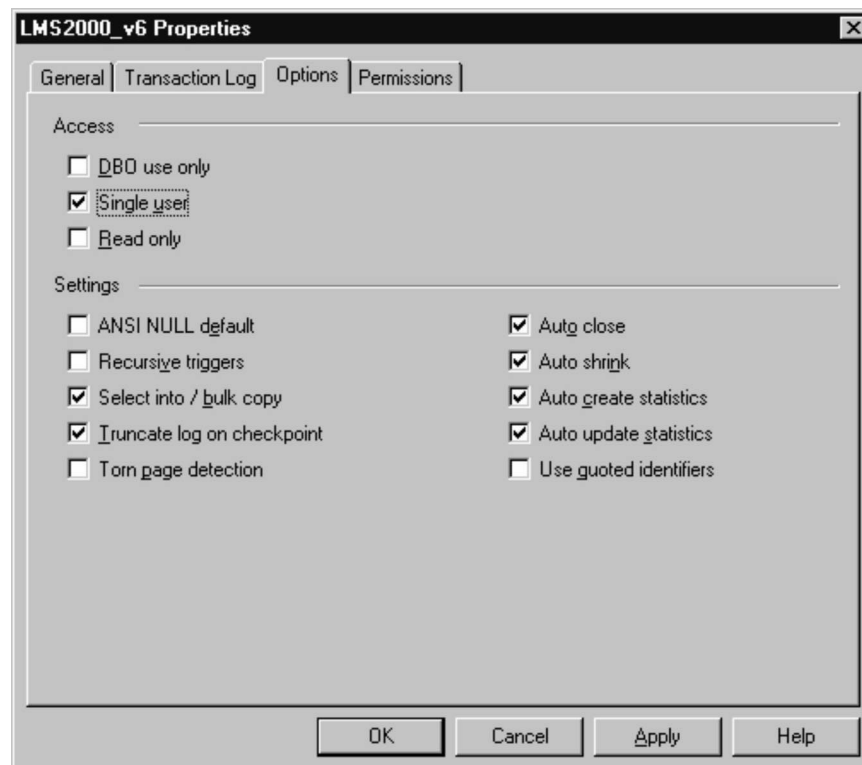 LMS2000_v6 Properties
General Transaction Log Options Permissions
Access
DBO use only
Single user
Read only
Settings
ANSI NULL default
Recursive triggers
Select into / bulk copy
Truncate log on checkpoint
Torn page detection
Auto close
Auto shrink
Auto create statistics
Auto update statistics
Use quoted identifiers
OK Cancel Apply Help